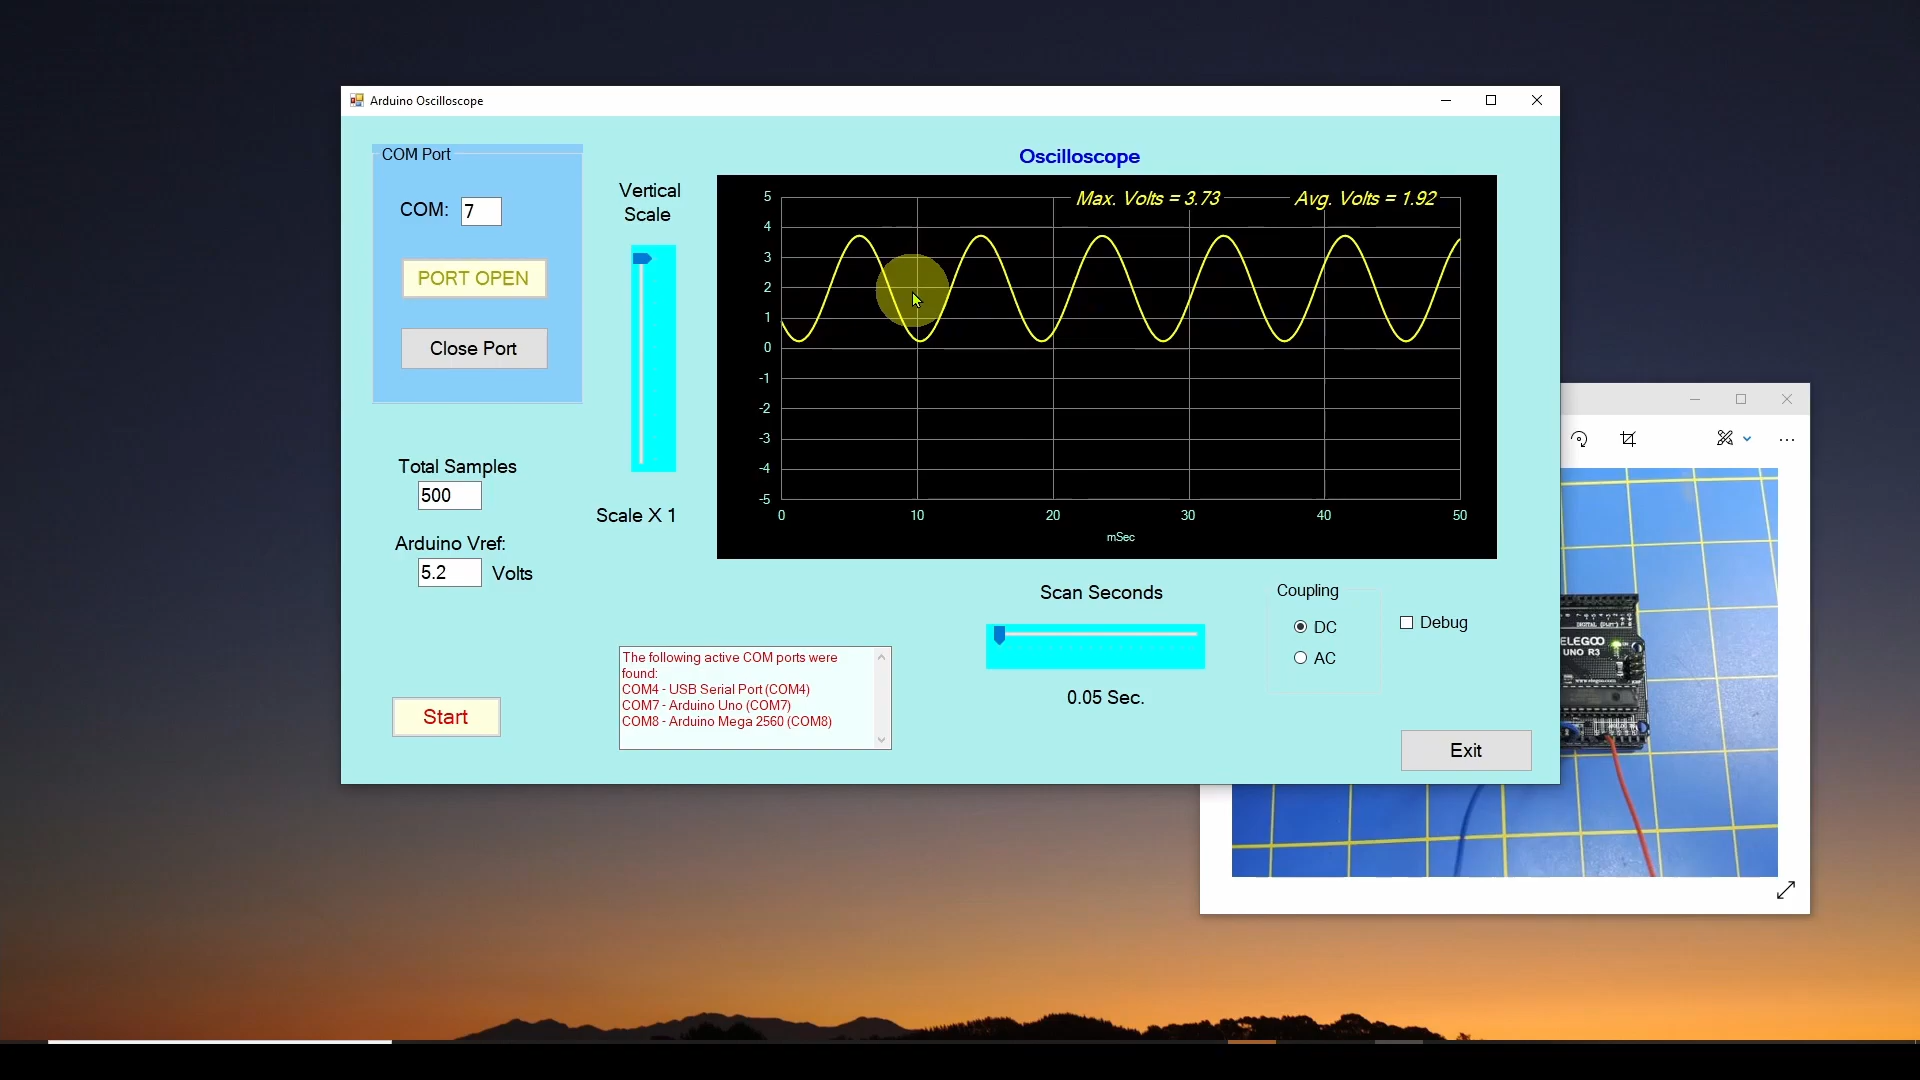 Arduino Oscilloscope
COM Port
COM: 7
PORT OPEN
Close Port
Total Samples
500
Arduino Vref:
5.2 Volts
Start
Vertical
Scale
Scale X 1
The following active COM ports were
found:
COM4 - USB Serial Port (COM4)
COM7 - Arduino Uno (COM7)
COM8 - Arduino Mega 2560 (COM8)
Oscilloscope
Max. Volts = 3.73
Avg. Volts = 1.92
5
4
3
2
1
0
-1
-2
-3
-4
-5
0 10 20 30 40 50
mSec
Scan Seconds
0.05 Sec.
Coupling
DC
AC
Debug
Exit
ELEGOO
UNO R3